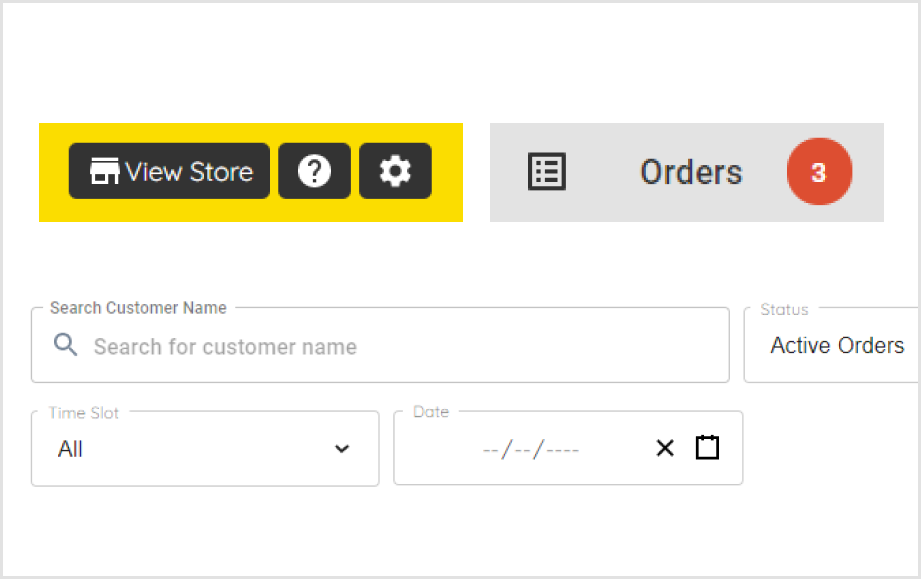 View Store ?
Orders 3
Search Customer Name
Search for customer name
Status
Active Orders
Time Slot
All
Date
--/--/----